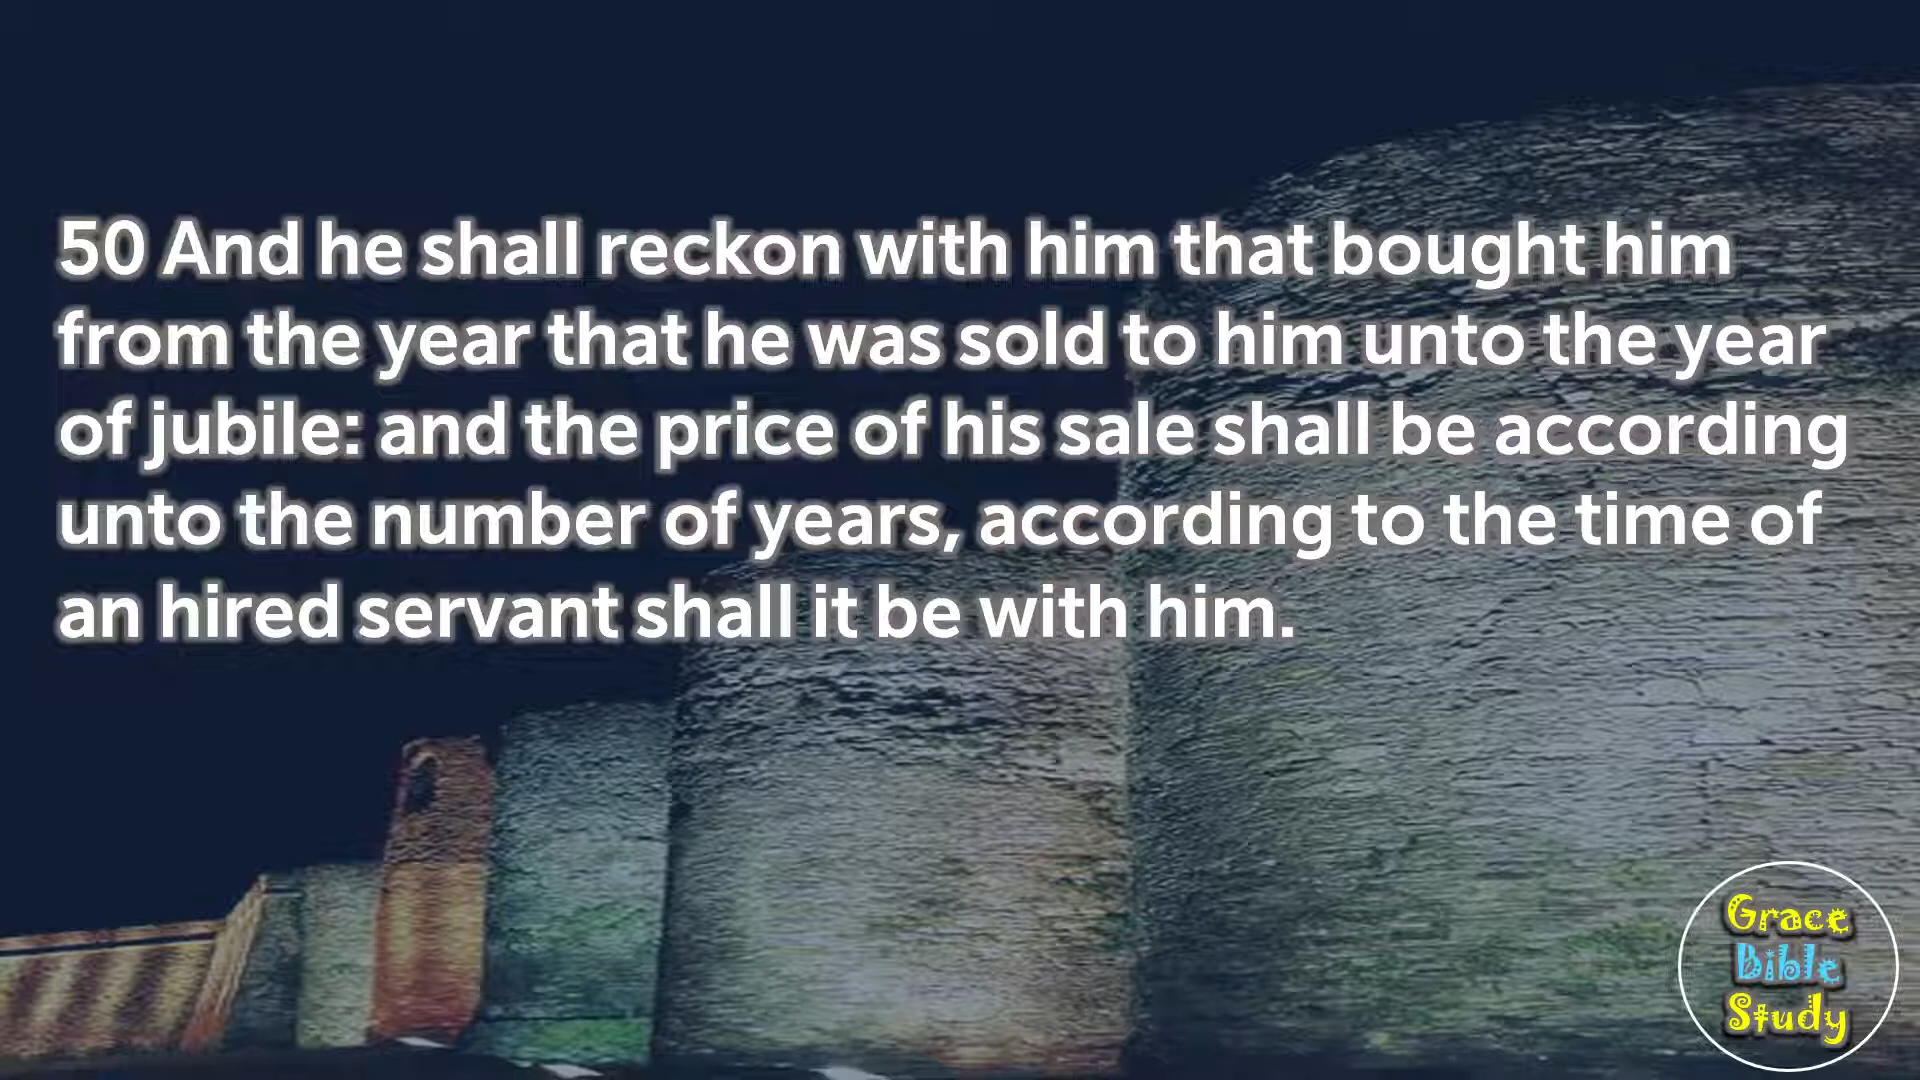 50 And he shall reckon with him that bought him
from the year that he was sold to him unto the year
of jubile: and the price of his sale shall be according
unto the number of years, according to the time of
an hired servant shall it be with him.
Grace
Bible
Study